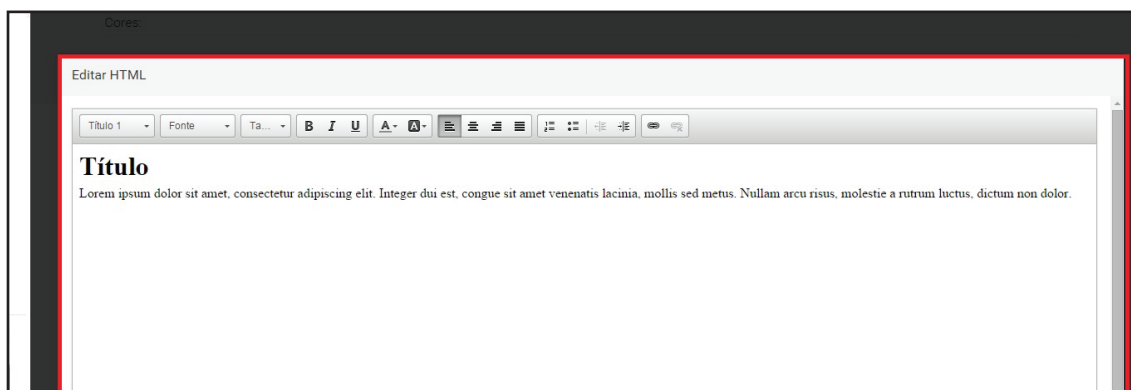 Cores:
Editar HTML
Título 1 Fonte Ta... B I U A A
Título
Lorem ipsum dolor sit amet, consectetur adipiscing elit. Integer dui est, congue sit amet venenatis lacinia, mollis sed metus. Nullam arcu risus, molestie a rutrum luctus, dictum non dolor.